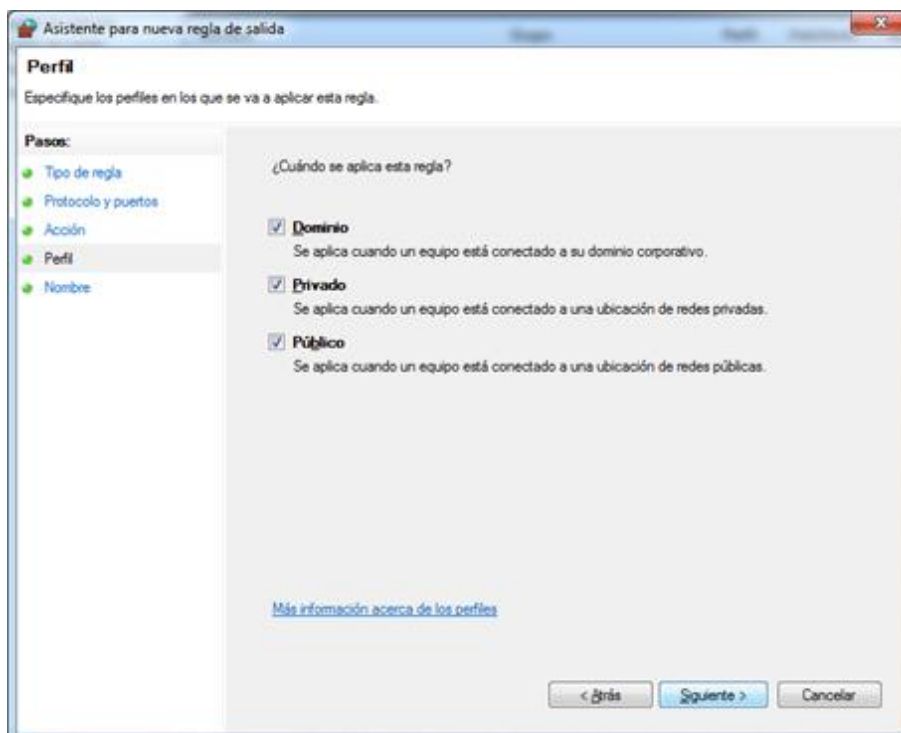 Asistente para nueva regla de salida
Perfil
Especifique los perfiles en los que se va a aplicar esta regla.
Pasos:
Tipo de regla
Protocolo y puertos
Acción
Perfil
Nombre
¿Cuándo se aplica esta regla?
Dominio
Se aplica cuando un equipo está conectado a su dominio corporativo.
Privado
Se aplica cuando un equipo está conectado a una ubicación de redes privadas.
Público
Se aplica cuando un equipo está conectado a una ubicación de redes públicas.
Más información acerca de los perfiles
< Atrás
Siguiente >
Cancelar